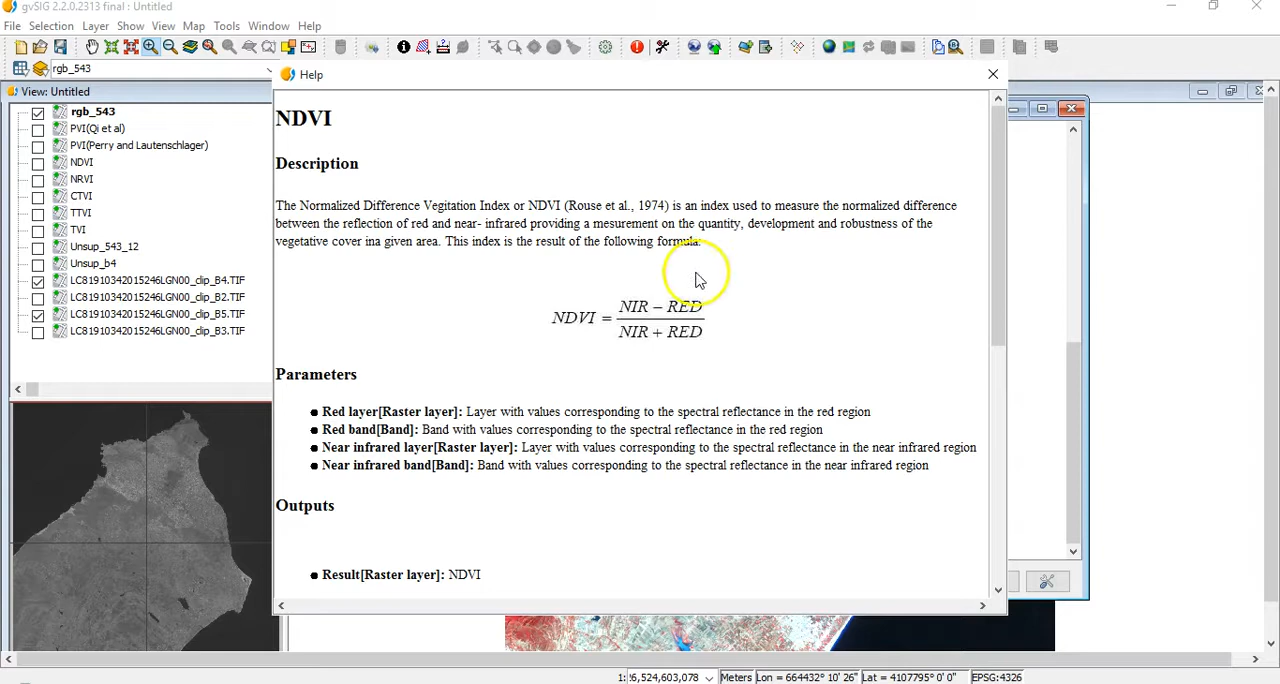 gvSIG 2.2.0.2313 final : Untitled
File Selection Layer Show View Map Tools Window Help
rgb_543
Help
View: Untitled
rgb_543
PVI(Qi et al)
PVI(Perry and Lautenschlager)
NDVI
NRVI
CTVI
TTVI
TVI
Unsup_543_12
Unsup_b4
LC81910342015246LGN00_clip_B4.TIF
LC81910342015246LGN00_clip_B2.TIF
LC81910342015246LGN00_clip_B5.TIF
LC81910342015246LGN00_clip_B3.TIF
NDVI
Description
The Normalized Difference Vegitation Index or NDVI (Rouse et al., 1974) is an index used to measure the normalized difference
between the reflection of red and near- infrared providing a mesurement on the quantity, development and robustness of the
vegetative cover ina given area. This index is the result of the following formula:
NDVI = NIR − RED
NIR + RED
Parameters
Red layer[Raster layer]: Layer with values corresponding to the spectral reflectance in the red region
Red band[Band]: Band with values corresponding to the spectral reflectance in the red region
Near infrared layer[Raster layer]: Layer with values corresponding to the spectral reflectance in the near infrared region
Near infrared band[Band]: Band with values corresponding to the spectral reflectance in the near infrared region
Outputs
Result[Raster layer]: NDVI
Meters Lon = 664432° 10' 26" Lat = 4107795° 0' 0" EPSG:4326